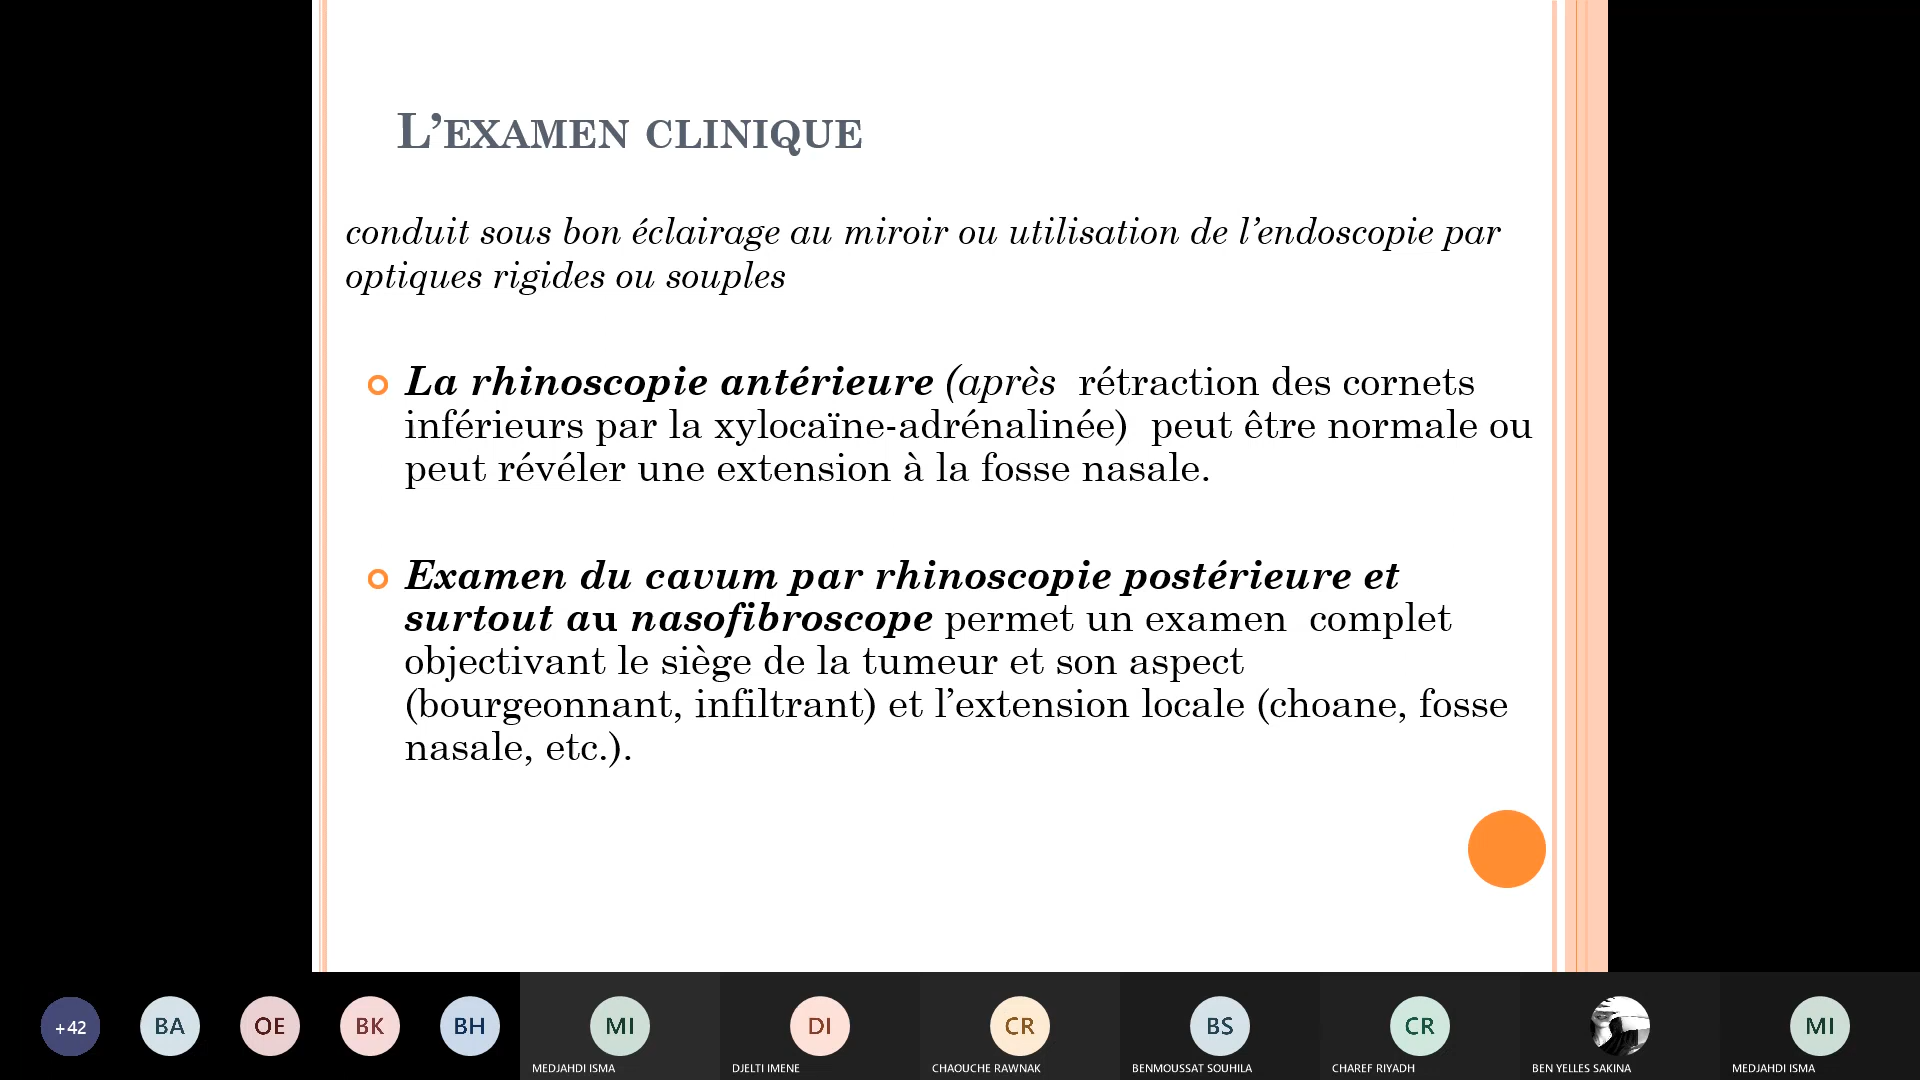 L’EXAMEN CLINIQUE
conduit sous bon éclairage au miroir ou utilisation de l’endoscopie par
optiques rigides ou souples
La rhinoscopie antérieure (après rétraction des cornets
inférieurs par la xylocaïne-adrénalinée) peut être normale ou
peut révéler une extension à la fosse nasale.
Examen du cavum par rhinoscopie postérieure et
surtout au nasofibroscope permet un examen complet
objectivant le siège de la tumeur et son aspect
(bourgeonnant, infiltrant) et l’extension locale (choane, fosse
nasale, etc.).
+42 BA OE BK BH MI DI CR BS CR MI
MEDJAHDI ISMA DJELTI IMENE CHAOUCHE RAWNAK BENMOUSSAT SOUHILA CHAREF RIYADH BEN YELLES SAKINA MEDJAHDI ISMA